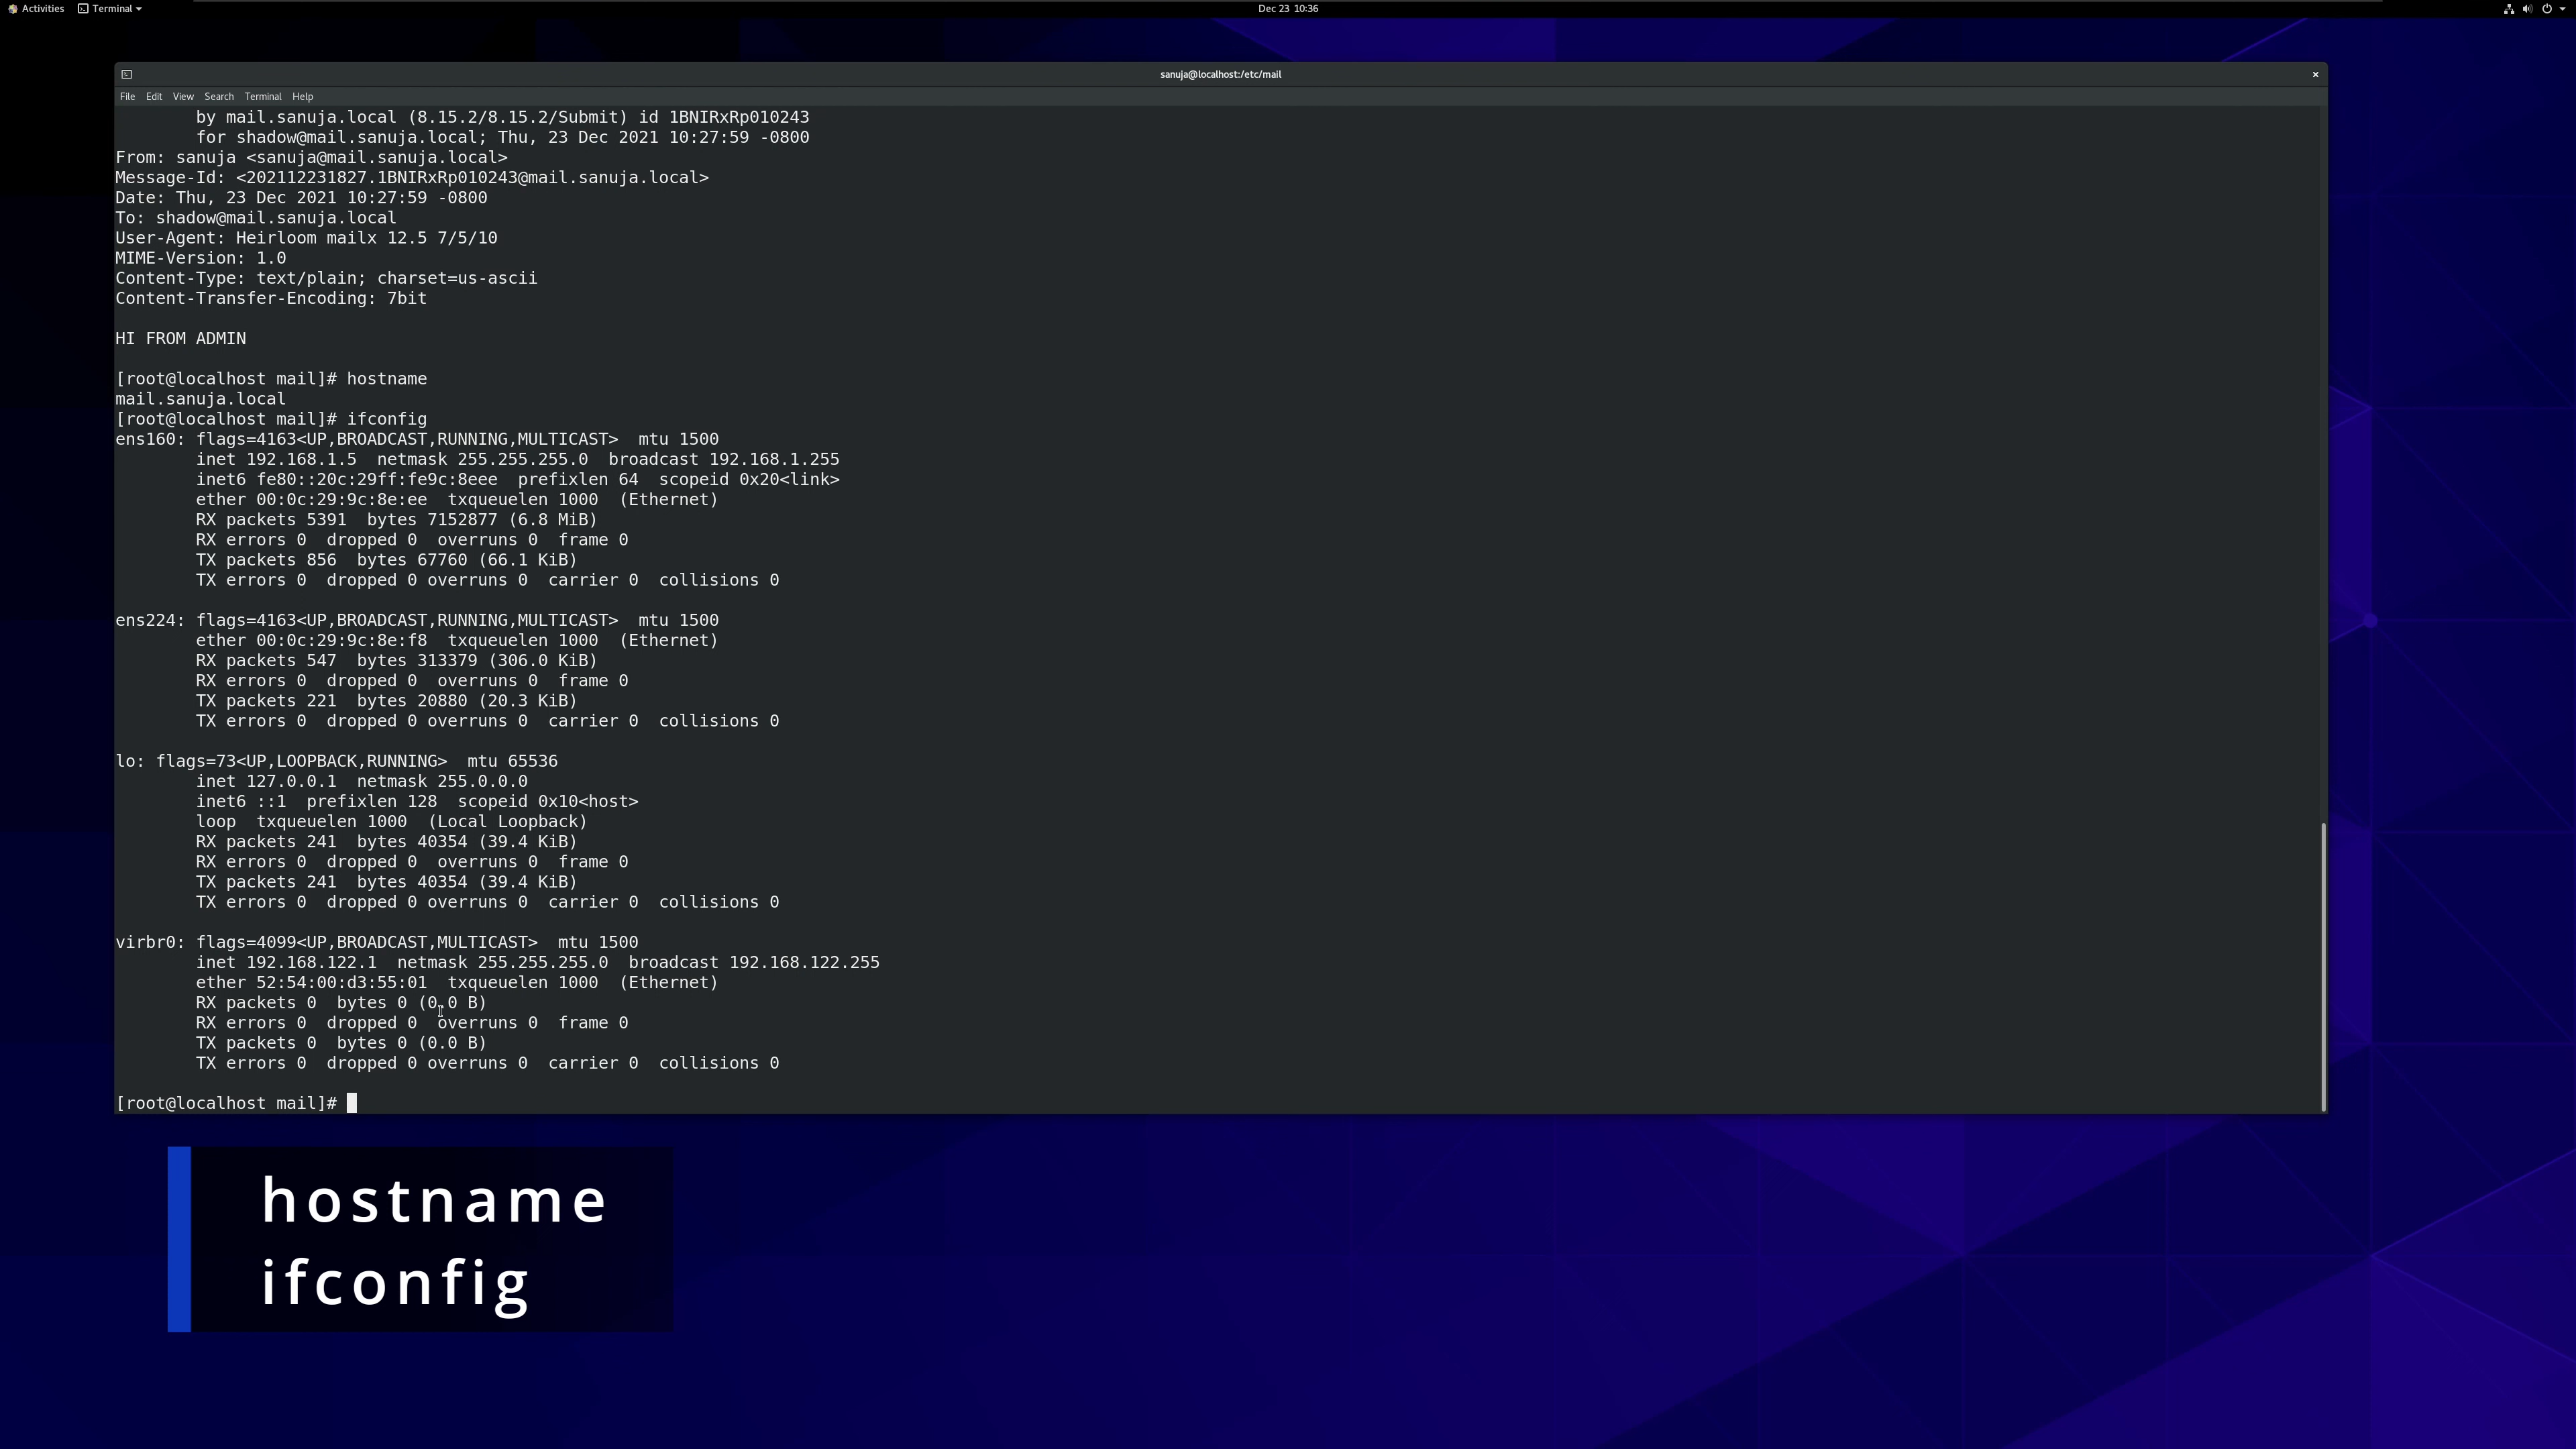 Activities
Terminal
Dec 23 10:36
sanuja@localhost:/etc/mail
File Edit View Search Terminal Help
by mail.sanuja.local (8.15.2/8.15.2/Submit) id 1BNIRxRp010243
for shadow@mail.sanuja.local; Thu, 23 Dec 2021 10:27:59 -0800
From: sanuja <sanuja@mail.sanuja.local>
Message-Id: <202112231827.1BNIRxRp010243@mail.sanuja.local>
Date: Thu, 23 Dec 2021 10:27:59 -0800
To: shadow@mail.sanuja.local
User-Agent: Heirloom mailx 12.5 7/5/10
MIME-Version: 1.0
Content-Type: text/plain; charset=us-ascii
Content-Transfer-Encoding: 7bit
HI FROM ADMIN
[root@localhost mail]# hostname
mail.sanuja.local
[root@localhost mail]# ifconfig
ens160: flags=4163<UP,BROADCAST,RUNNING,MULTICAST>  mtu 1500
inet 192.168.1.5  netmask 255.255.255.0  broadcast 192.168.1.255
inet6 fe80::20c:29ff:fe9c:8eee  prefixlen 64  scopeid 0x20<link>
ether 00:0c:29:9c:8e:ee  txqueuelen 1000  (Ethernet)
RX packets 5391  bytes 7152877 (6.8 MiB)
RX errors 0  dropped 0  overruns 0  frame 0
TX packets 856  bytes 67760 (66.1 KiB)
TX errors 0  dropped 0 overruns 0  carrier 0  collisions 0
ens224: flags=4163<UP,BROADCAST,RUNNING,MULTICAST>  mtu 1500
ether 00:0c:29:9c:8e:f8  txqueuelen 1000  (Ethernet)
RX packets 547  bytes 313379 (306.0 KiB)
RX errors 0  dropped 0  overruns 0  frame 0
TX packets 221  bytes 20880 (20.3 KiB)
TX errors 0  dropped 0 overruns 0  carrier 0  collisions 0
lo: flags=73<UP,LOOPBACK,RUNNING>  mtu 65536
inet 127.0.0.1  netmask 255.0.0.0
inet6 ::1  prefixlen 128  scopeid 0x10<host>
loop  txqueuelen 1000  (Local Loopback)
RX packets 241  bytes 40354 (39.4 KiB)
RX errors 0  dropped 0  overruns 0  frame 0
TX packets 241  bytes 40354 (39.4 KiB)
TX errors 0  dropped 0 overruns 0  carrier 0  collisions 0
virbr0: flags=4099<UP,BROADCAST,MULTICAST>  mtu 1500
inet 192.168.122.1  netmask 255.255.255.0  broadcast 192.168.122.255
ether 52:54:00:d3:55:01  txqueuelen 1000  (Ethernet)
RX packets 0  bytes 0 (0.0 B)
RX errors 0  dropped 0  overruns 0  frame 0
TX packets 0  bytes 0 (0.0 B)
TX errors 0  dropped 0 overruns 0  carrier 0  collisions 0
[root@localhost mail]#
hostname
ifconfig